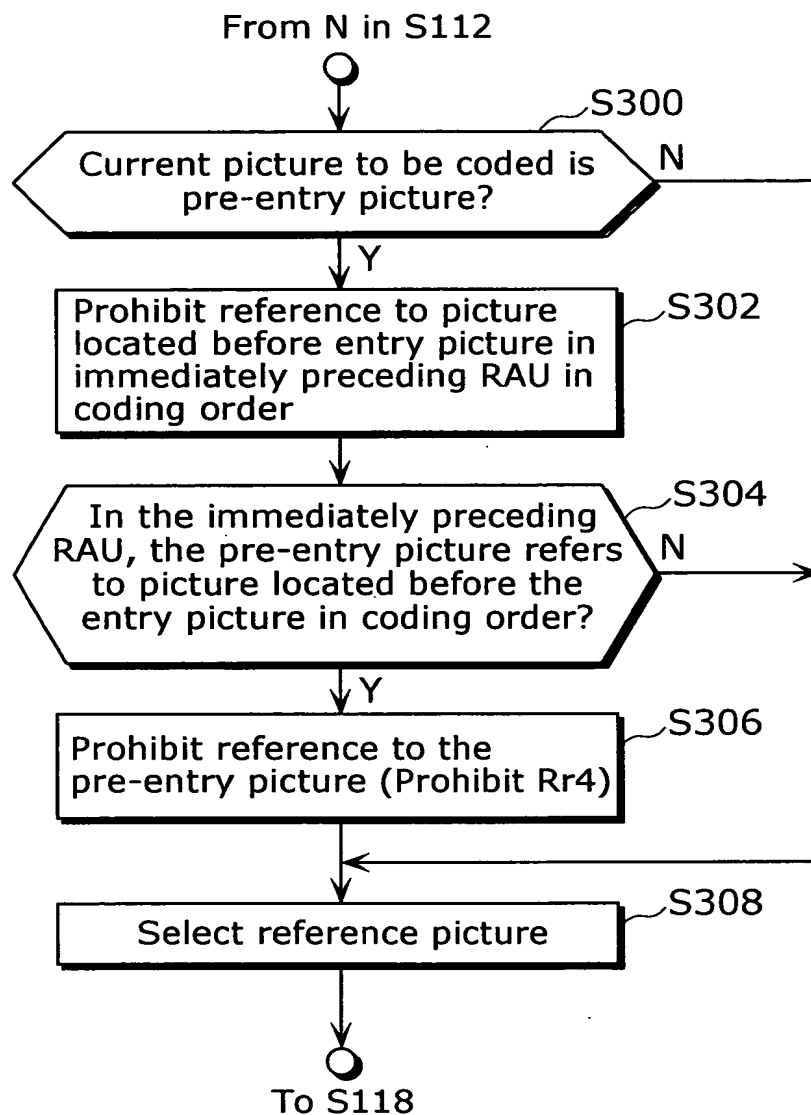 From N in S112
S300
Current picture to be coded is
pre-entry picture?
N
Y
Prohibit reference to picture
located before entry picture in
immediately preceding RAU in
coding order
S302
In the immediately preceding
RAU, the pre-entry picture refers
to picture located before the
entry picture in coding order?
S304
N
Y
Prohibit reference to the
pre-entry picture (Prohibit Rr4)
S306
Select reference picture
S308
To S118